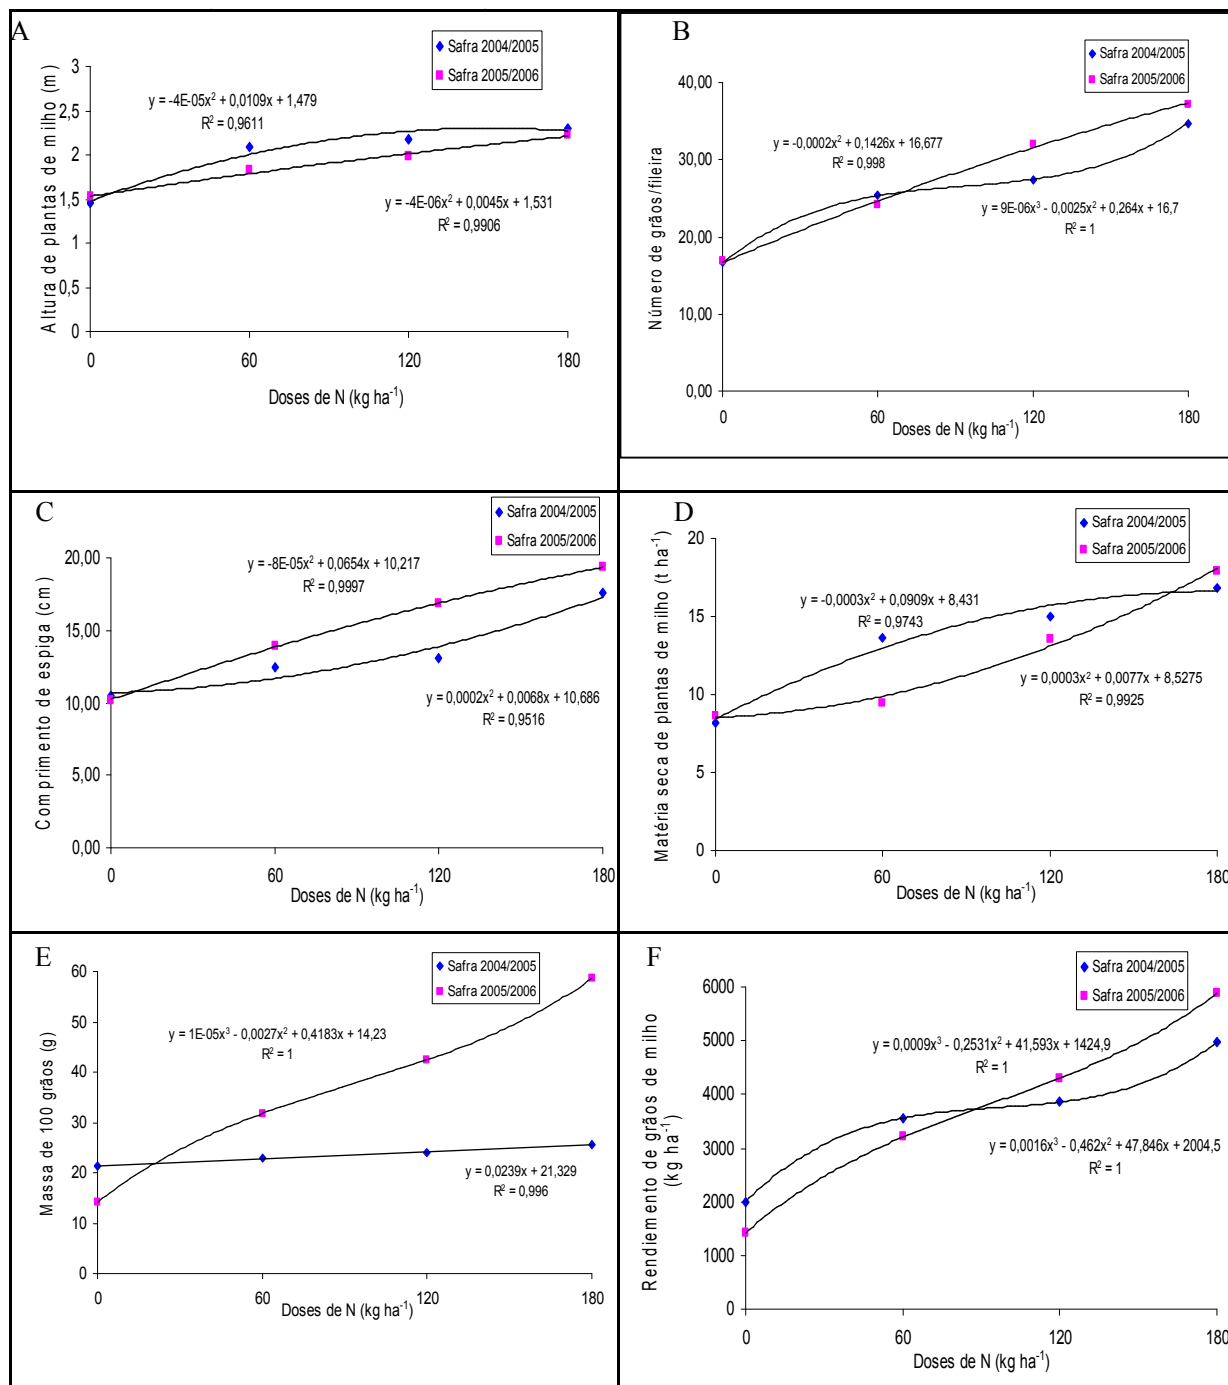 A
Safra 2004/2005
Safra 2005/2006
Altura de plantas de milho (m)
3
2,5
2
1,5
1
0,5
0
y = -4E-05x² + 0,0109x + 1,479
R² = 0,9611
y = -4E-06x² + 0,0045x + 1,531
R² = 0,9906
0 60 120 180
Doses de N (kg ha⁻¹)
B
Safra 2004/2005
Safra 2005/2006
Número de grãos/fileira
40,00
30,00
20,00
10,00
0,00
y = -0,0002x² + 0,1426x + 16,677
R² = 0,998
y = 9E-06x³ - 0,0025x² + 0,264x + 16,7
R² = 1
0 60 120 180
Doses de N (kg ha⁻¹)
C
Safra 2004/2005
Safra 2005/2006
Comprimento de espiga (cm)
20,00
15,00
10,00
5,00
0,00
y = -8E-05x² + 0,0654x + 10,217
R² = 0,9997
y = 0,0002x² + 0,0068x + 10,686
R² = 0,9516
0 60 120 180
Doses de N (kg ha⁻¹)
D
Safra 2004/2005
Safra 2005/2006
Matéria seca de plantas de milho (t ha⁻¹)
20
15
10
5
0
y = -0,0003x² + 0,0909x + 8,431
R² = 0,9743
y = 0,0003x² + 0,0077x + 8,5275
R² = 0,9925
0 60 120 180
Doses de N (kg ha⁻¹)
E
Safra 2004/2005
Safra 2005/2006
Massa de 100 grãos (g)
60
50
40
30
20
10
0
y = 1E-05x³ - 0,0027x² + 0,4183x + 14,23
R² = 1
y = 0,0239x + 21,329
R² = 0,996
0 60 120 180
Doses de N (kg ha⁻¹)
F
Safra 2004/2005
Safra 2005/2006
Rendiemento de grãos de milho
(kg ha⁻¹)
6000
5000
4000
3000
2000
1000
0
y = 0,0009x³ - 0,2531x² + 41,593x + 1424,9
R² = 1
y = 0,0016x³ - 0,462x² + 47,846x + 2004,5
R² = 1
0 60 120 180
Doses de N (kg ha⁻¹)